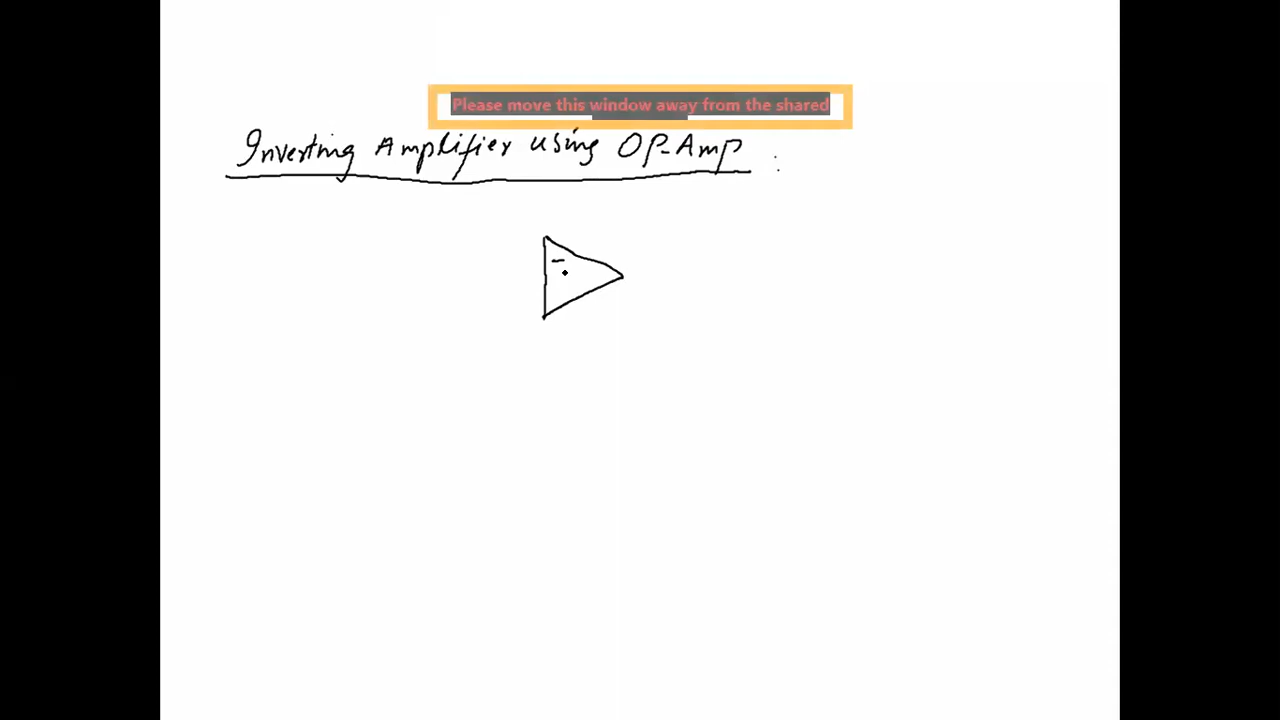 Please move this window away from the shared
Inverting Amplifier using OP-Amp :
-